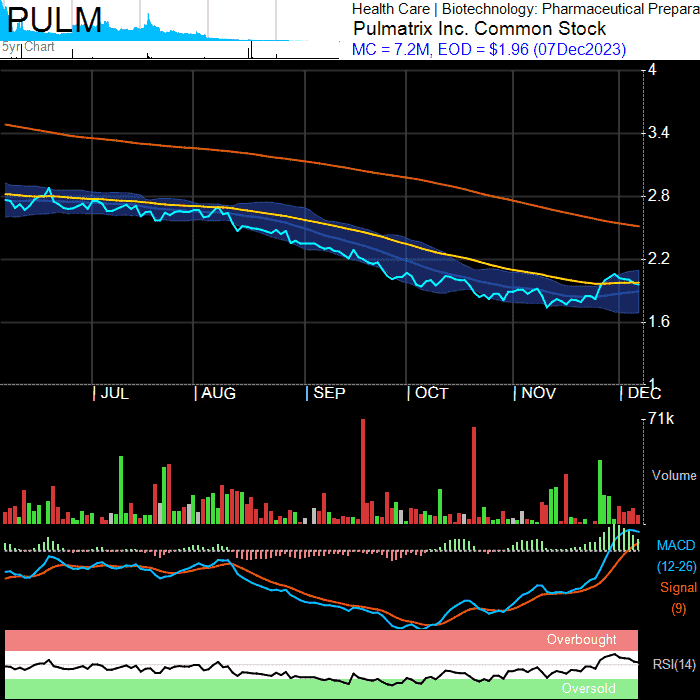 PULM
Health Care | Biotechnology: Pharmaceutical Prepara
Pulmatrix Inc. Common Stock
MC = 7.2M, EOD = $1.96 (07Dec2023)
5yr Chart
4
3.4
2.8
2.2
1.6
1
| JUL | AUG | SEP | OCT | NOV | DEC
71k
Volume
MACD
(12-26)
Signal
(9)
Overbought
RSI(14)
Oversold